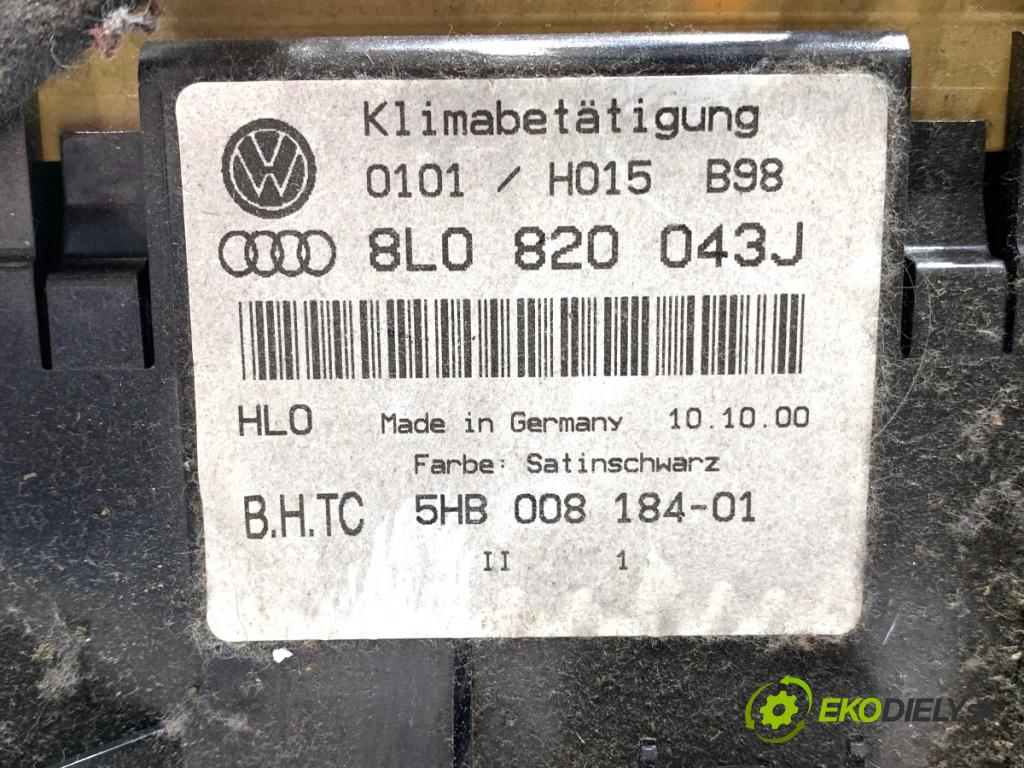 Klimabetätigung
0101 / H015 B98
8L0 820 043J
HLO Made in Germany 10.10.00
Farbe: Satinschwarz
B.H.TC 5HB 008 184-01
II 1
EKODIELY